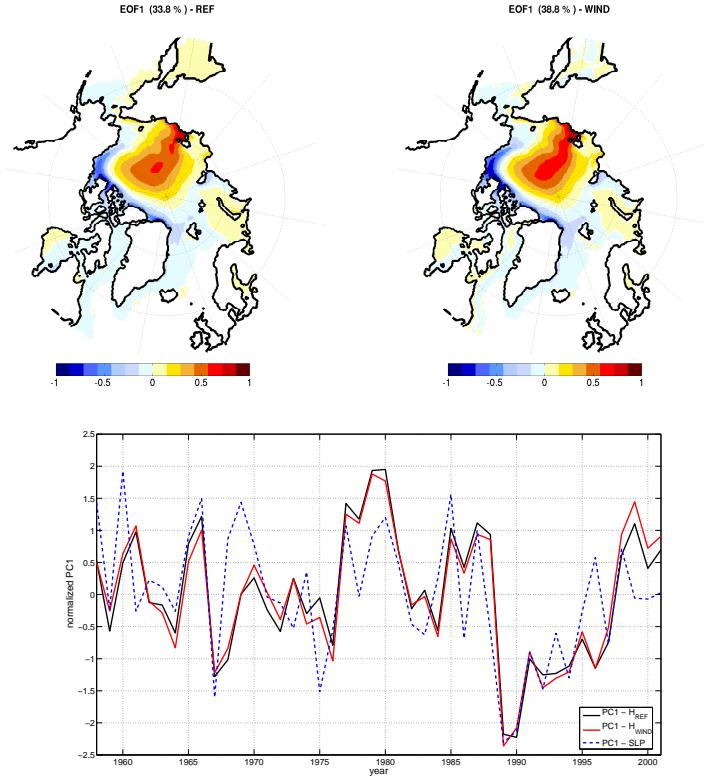 EOF1 (33.8 % ) - REF
EOF1 (38.8 % ) - WIND
-1 -0.5 0 0.5 1
-1 -0.5 0 0.5 1
2.5
2
1.5
1
0.5
0
−0.5
−1
−1.5
−2
−2.5
normalized PC1
1960 1965 1970 1975 1980 1985 1990 1995 2000
year
PC1 − H_REF
PC1 − H_WIND
PC1 − SLP